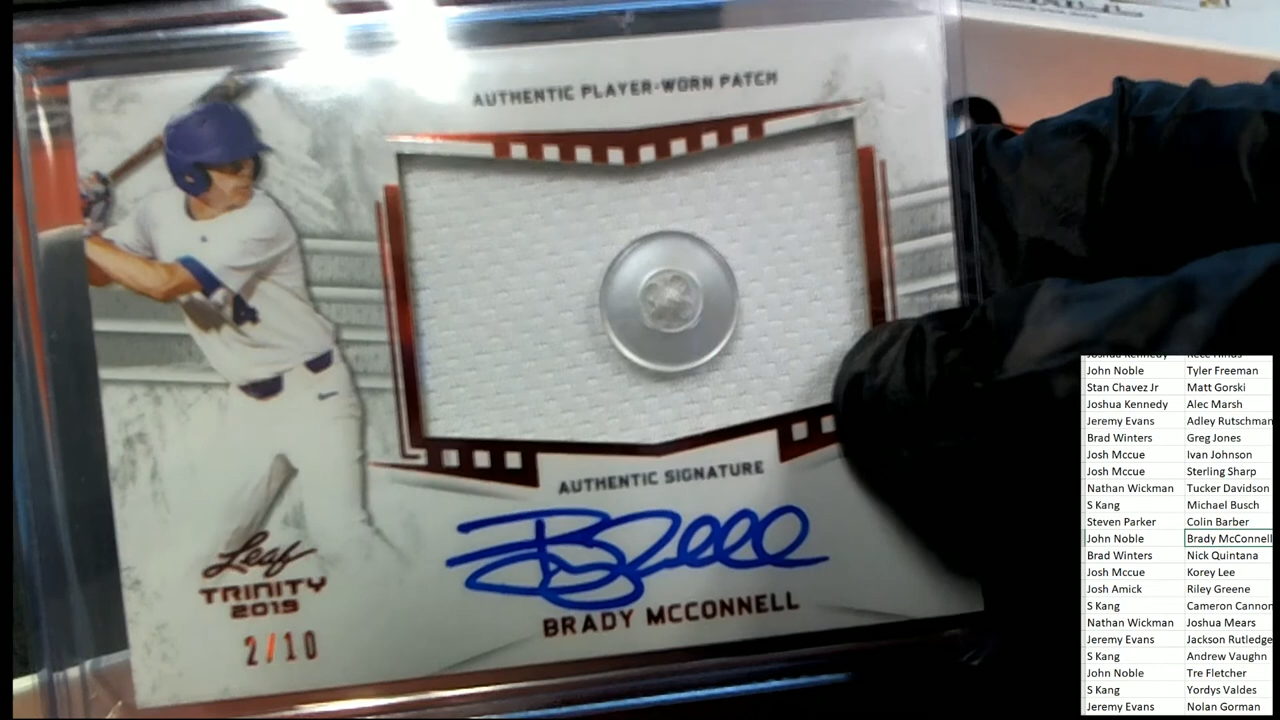 AUTHENTIC PLAYER-WORN PATCH
4
AUTHENTIC SIGNATURE
Leaf
TRINITY
2019
2/10
BRADY MCCONNELL
Joshua Kennedy
John Noble Tyler Freeman
Stan Chavez Jr Matt Gorski
Joshua Kennedy Alec Marsh
Jeremy Evans Adley Rutschman
Brad Winters Greg Jones
Josh Mccue Ivan Johnson
Josh Mccue Sterling Sharp
Nathan Wickman Tucker Davidson
S Kang Michael Busch
Steven Parker Colin Barber
John Noble Brady McConnell
Brad Winters Nick Quintana
Josh Mccue Korey Lee
Josh Amick Riley Greene
S Kang Cameron Cannon
Nathan Wickman Joshua Mears
Jeremy Evans Jackson Rutledge
S Kang Andrew Vaughn
John Noble Tre Fletcher
S Kang Yordys Valdes
Jeremy Evans Nolan Gorman